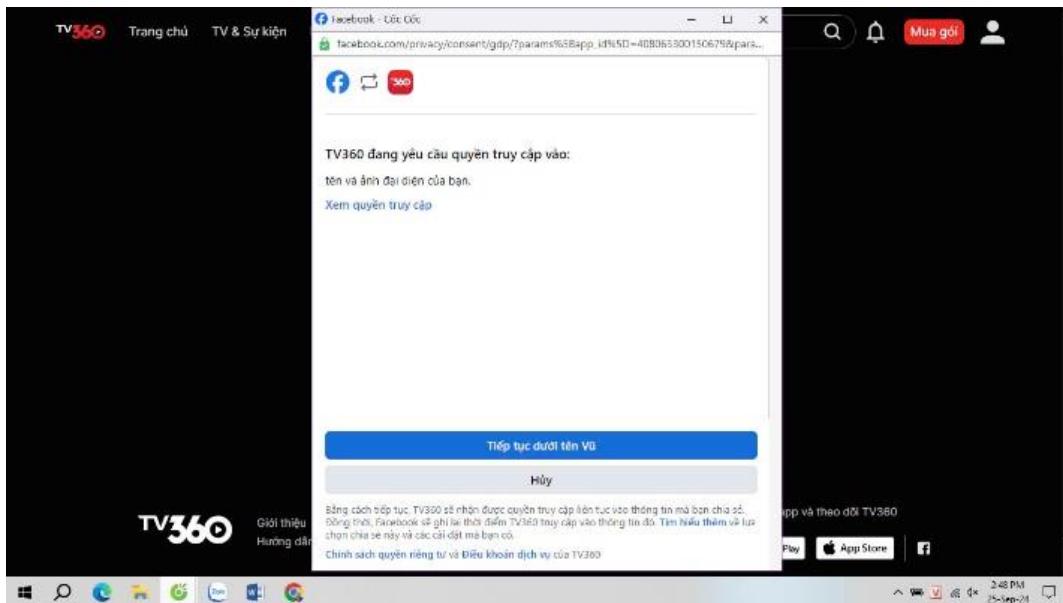 Facebook - Cốc Cốc
TV360
Trang chủ
TV & Sự kiện
Mua gói
facebook.com/privacy/consent/gdp/?params%5Bapp_id%5D=408065300150679&para...
TV360 đang yêu cầu quyền truy cập vào:
tên và ảnh đại diện của bạn.
Xem quyền truy cập
Tiếp tục dưới tên Vũ
Hủy
Bằng cách tiếp tục, TV360 sẽ nhận được quyền truy cập liên tục vào thông tin mà bạn chia sẻ.
Đồng thời, Facebook sẽ ghi lại thời điểm TV360 truy cập vào thông tin đó. Tìm hiểu thêm về lựa
chọn chia sẻ này và các cài đặt mà bạn có.
Chính sách quyền riêng tư và Điều khoản dịch vụ của TV360
TV360
Giới thiệu
Hướng dẫn
app và theo dõi TV360
Play
App Store
Zalo
2:48 PM
25-Sep-24